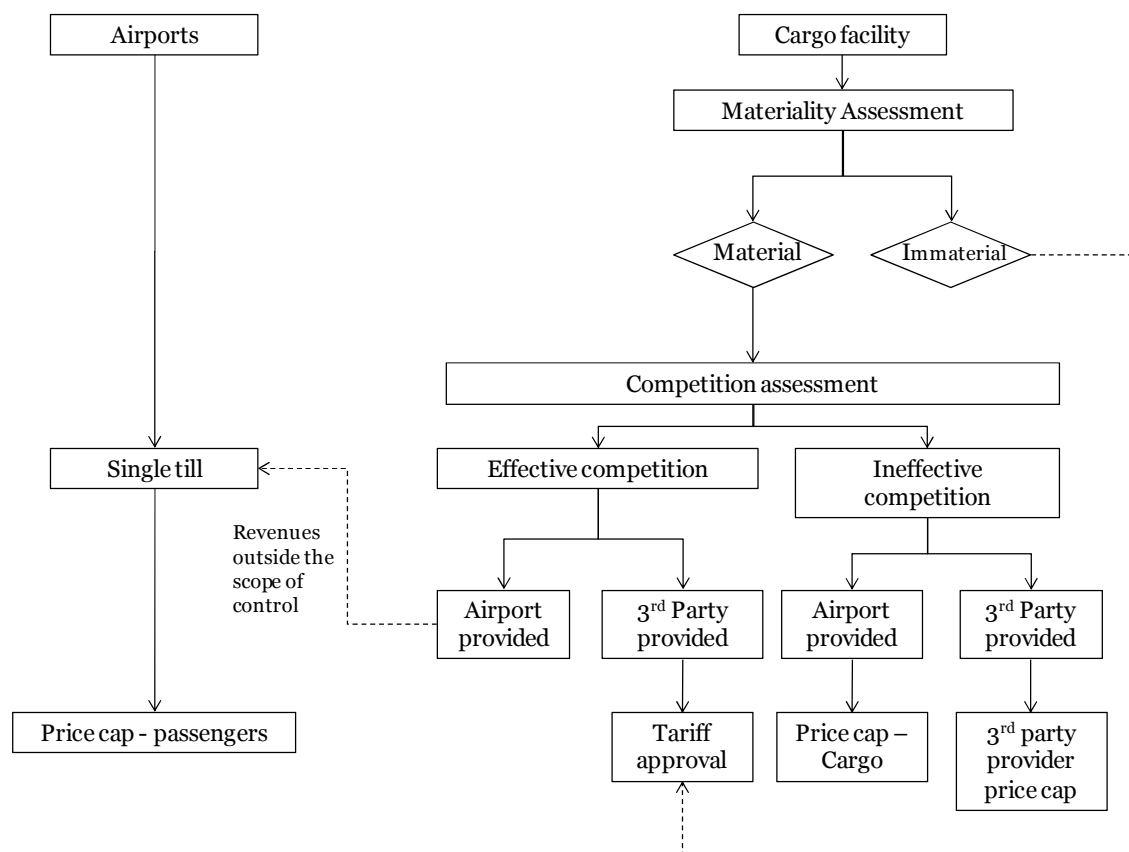 Airports
Cargo facility
Materiality Assessment
Material
Immaterial
Competition assessment
Single till
Effective competition
Ineffective
competition
Revenues
outside the
scope of
control
Airport
provided
3rd Party
provided
Airport
provided
3rd Party
provided
Price cap - passengers
Tariff
approval
Price cap –
Cargo
3rd party
provider
price cap